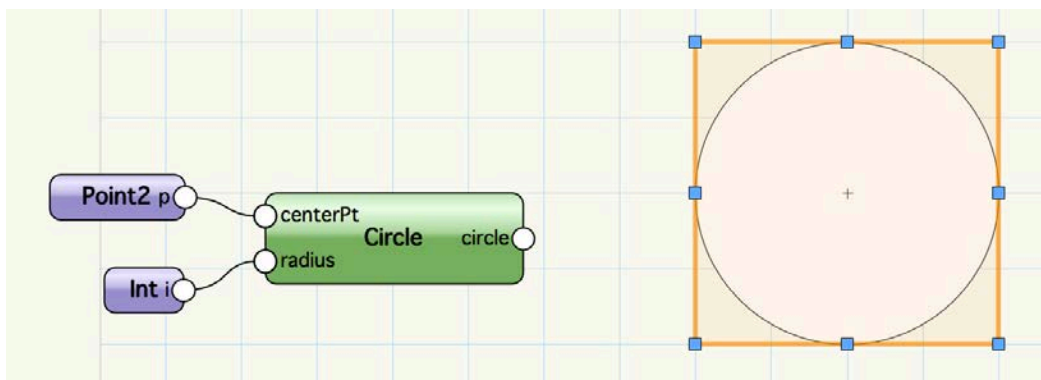 Point2 p
centerPt
Circle circle
radius
Int i